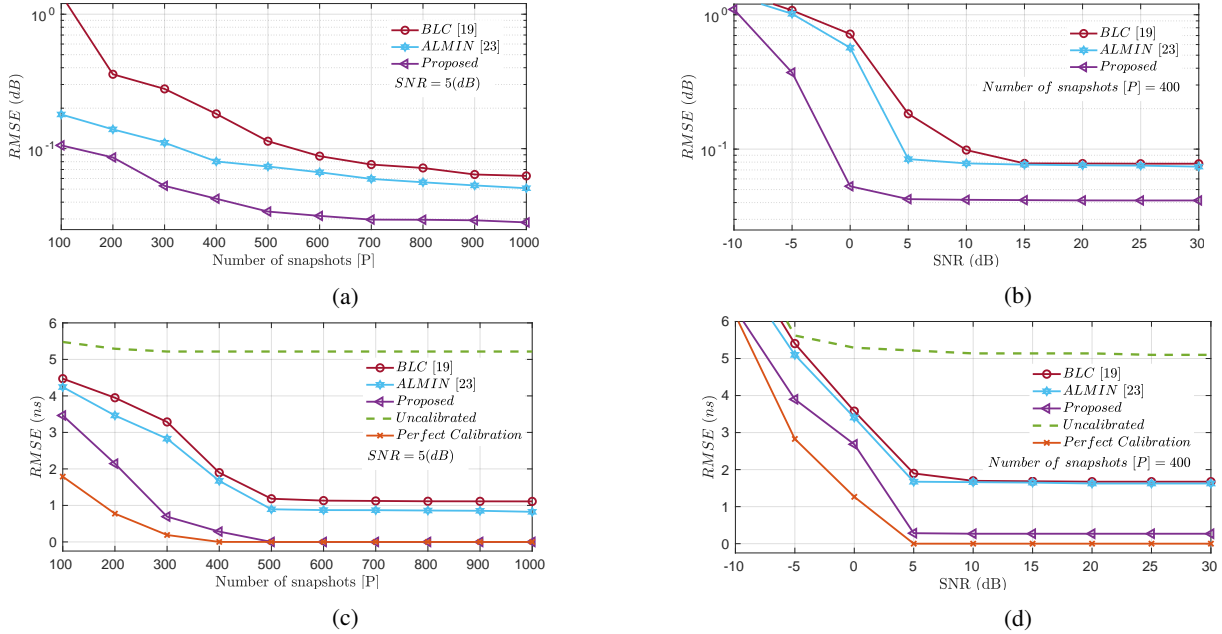 10^0
10^-1
RMSE (dB)
BLC [19]
ALMIN [23]
Proposed
SNR = 5(dB)
100 200 300 400 500 600 700 800 900 1000
Number of snapshots [P]
(a)
10^0
10^-1
RMSE (dB)
BLC [19]
ALMIN [23]
Proposed
Number of snapshots [P] = 400
-10 -5 0 5 10 15 20 25 30
SNR (dB)
(b)
6
5
4
3
2
1
0
RMSE (ns)
BLC [19]
ALMIN [23]
Proposed
Uncalibrated
Perfect Calibration
SNR = 5(dB)
100 200 300 400 500 600 700 800 900 1000
Number of snapshots [P]
(c)
6
5
4
3
2
1
0
RMSE (ns)
BLC [19]
ALMIN [23]
Proposed
Uncalibrated
Perfect Calibration
Number of snapshots [P] = 400
-10 -5 0 5 10 15 20 25 30
SNR (dB)
(d)